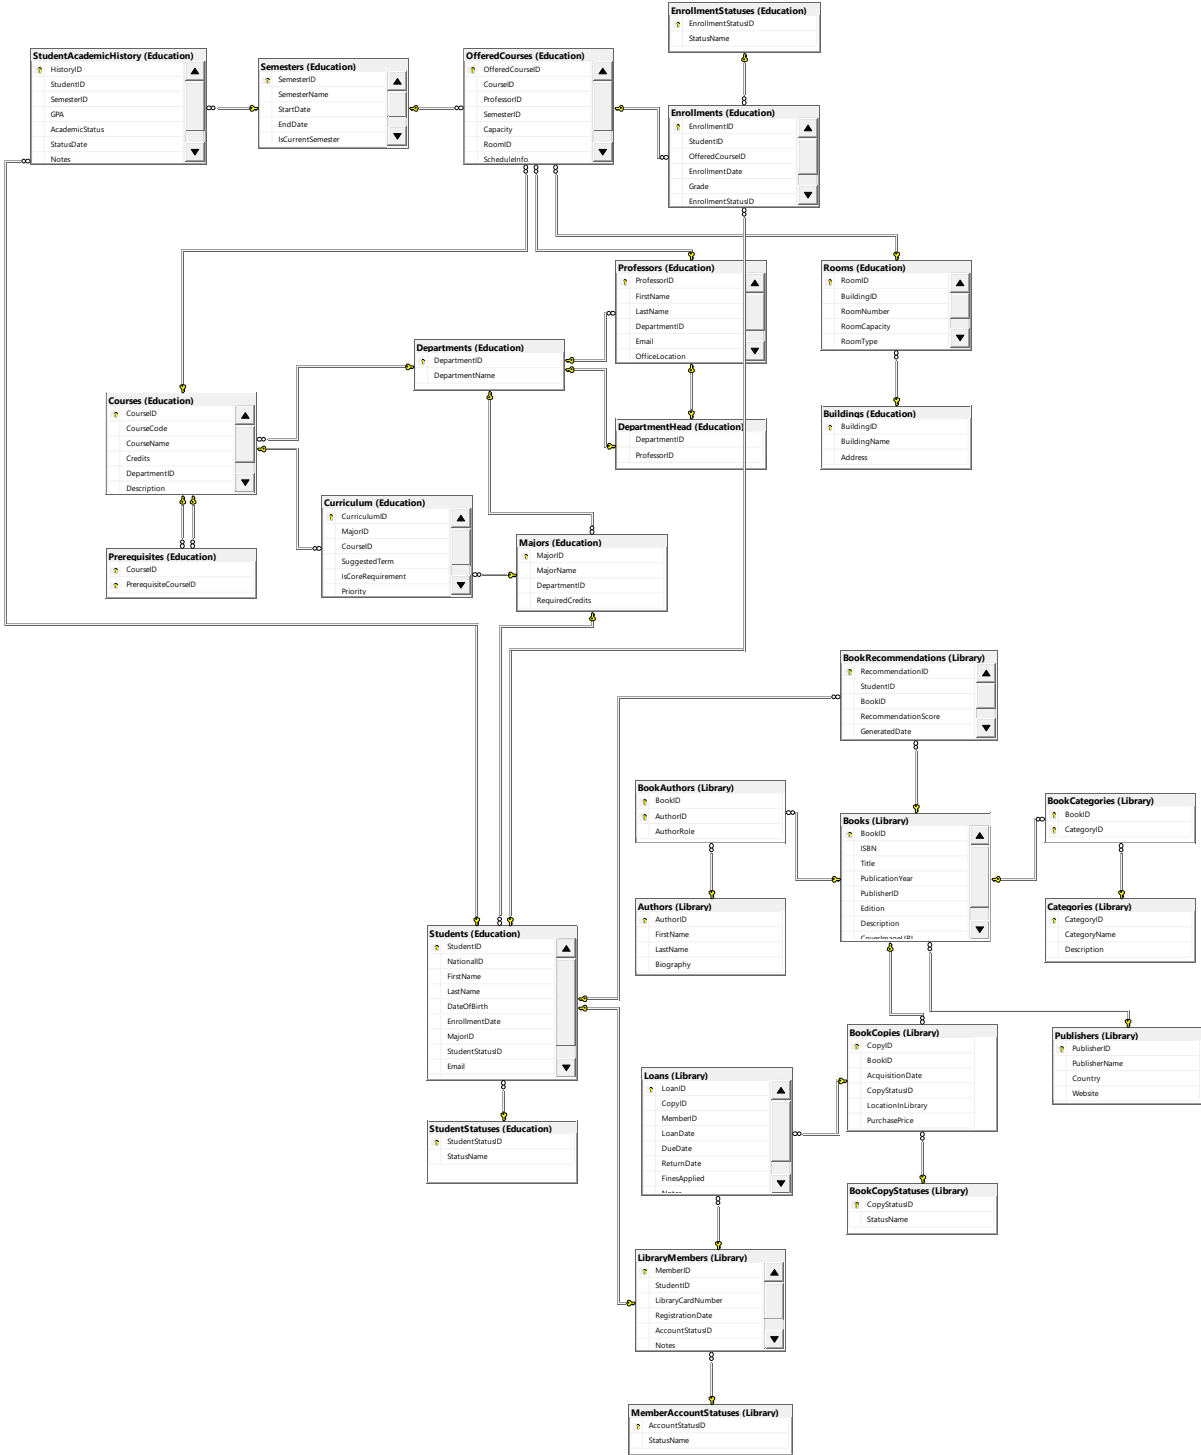 EnrollmentStatuses (Education)
EnrollmentStatusID
StatusName
StudentAcademicHistory (Education)
HistoryID
StudentID
SemesterID
GPA
AcademicStatus
StatusDate
Notes
Semesters (Education)
SemesterID
SemesterName
StartDate
EndDate
IsCurrentSemester
OfferedCourses (Education)
OfferedCourseID
CourseID
ProfessorID
SemesterID
Capacity
RoomID
ScheduleInfo
Enrollments (Education)
EnrollmentID
StudentID
OfferedCourseID
EnrollmentDate
Grade
EnrollmentStatusID
Professors (Education)
ProfessorID
FirstName
LastName
DepartmentID
Email
OfficeLocation
Rooms (Education)
RoomID
BuildingID
RoomNumber
RoomCapacity
RoomType
Departments (Education)
DepartmentID
DepartmentName
Courses (Education)
CourseID
CourseCode
CourseName
Credits
DepartmentID
Description
DepartmentHead (Education)
DepartmentID
ProfessorID
Buildings (Education)
BuildingID
BuildingName
Address
Curriculum (Education)
CurriculumID
MajorID
CourseID
SuggestedTerm
IsCoreRequirement
Priority
Majors (Education)
MajorID
MajorName
DepartmentID
RequiredCredits
Prerequisites (Education)
CourseID
PrerequisiteCourseID
BookRecommendations (Library)
RecommendationID
StudentID
BookID
RecommendationScore
GeneratedDate
BookAuthors (Library)
BookID
AuthorID
AuthorRole
Books (Library)
BookID
ISBN
Title
PublicationYear
PublisherID
Edition
Description
CoverImageURL
BookCategories (Library)
BookID
CategoryID
Authors (Library)
AuthorID
FirstName
LastName
Biography
Categories (Library)
CategoryID
CategoryName
Description
Students (Education)
StudentID
NationalID
FirstName
LastName
DateOfBirth
EnrollmentDate
MajorID
StudentStatusID
Email
BookCopies (Library)
CopyID
BookID
AcquisitionDate
CopyStatusID
LocationInLibrary
PurchasePrice
Publishers (Library)
PublisherID
PublisherName
Country
Website
Loans (Library)
LoanID
CopyID
MemberID
LoanDate
DueDate
ReturnDate
FinesApplied
Notes
StudentStatuses (Education)
StudentStatusID
StatusName
BookCopyStatuses (Library)
CopyStatusID
StatusName
LibraryMembers (Library)
MemberID
StudentID
LibraryCardNumber
RegistrationDate
AccountStatusID
Notes
MemberAccountStatuses (Library)
AccountStatusID
StatusName